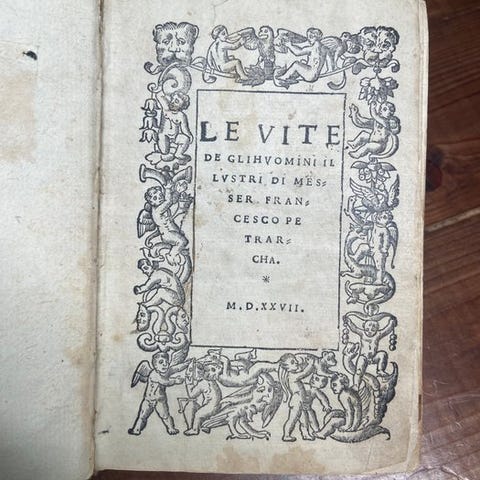 LE VITE
DE GLIHVOMINI IL
LVSTRI DI MES=
SER FRAN=
CESCO PE
TRAR=
CHA.
*
M.D.XXVII.